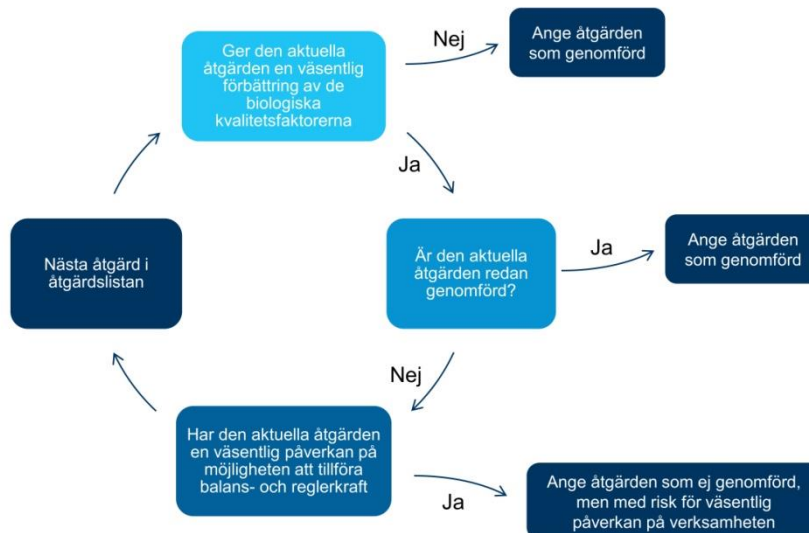 Ger den aktuella
åtgärden en väsentlig
förbättring av de
biologiska
kvalitetsfaktorerna
Nej
Ange åtgärden
som genomförd
Ja
Nästa åtgärd i
åtgärdslistan
Är den aktuella
åtgärden redan
genomförd?
Ja
Ange åtgärden
som genomförd
Nej
Har den aktuella åtgärden
en väsentlig påverkan på
möjligheten att tillföra
balans- och reglerkraft
Ja
Ange åtgärden som ej genomförd,
men med risk för väsentlig
påverkan på verksamheten